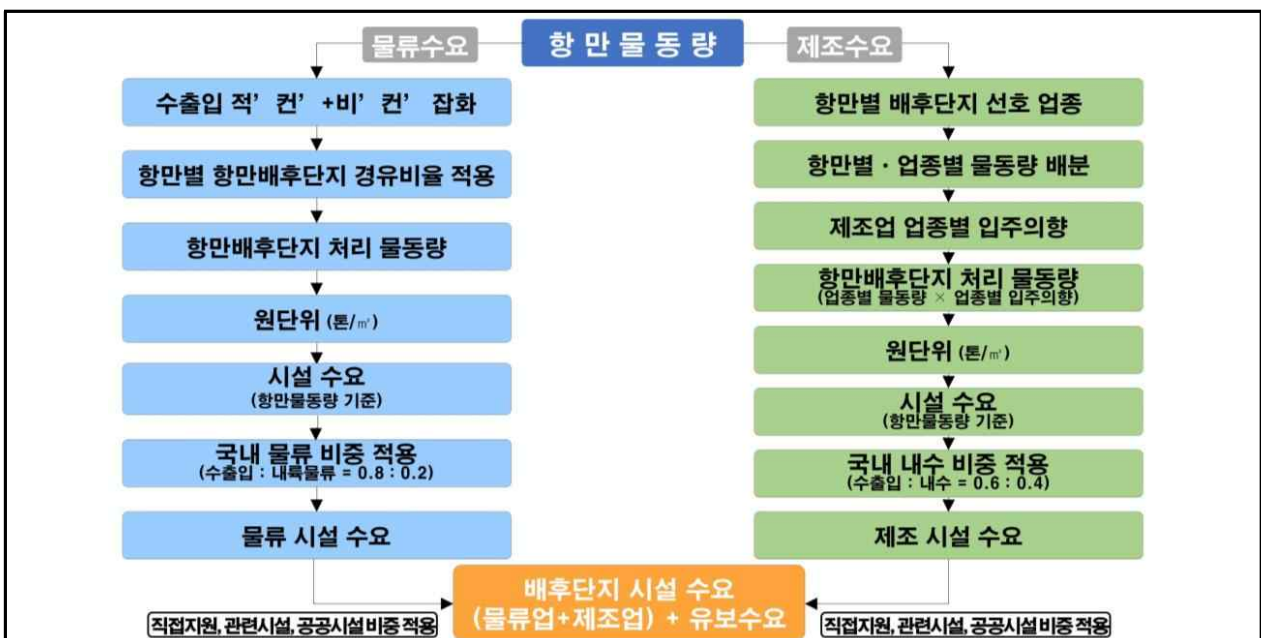 항만물동량
물류수요
수출입 적’ 컨’ +비’ 컨’ 잡화
항만별 항만배후단지 경유비율 적용
항만배후단지 처리 물동량
원단위 (톤/㎡)
시설 수요
(항만물동량 기준)
국내 물류 비중 적용
(수출입 : 내륙물류 = 0.8 : 0.2)
물류 시설 수요
직접지원, 관련시설, 공공시설 비중 적용
제조수요
항만별 배후단지 선호 업종
항만별 · 업종별 물동량 배분
제조업 업종별 입주의향
항만배후단지 처리 물동량
(업종별 물동량 × 업종별 입주의향)
원단위 (톤/㎡)
시설 수요
(항만물동량 기준)
국내 내수 비중 적용
(수출입 : 내수 = 0.6 : 0.4)
제조 시설 수요
직접지원, 관련시설, 공공시설 비중 적용
배후단지 시설 수요
(물류업+제조업) + 유보수요